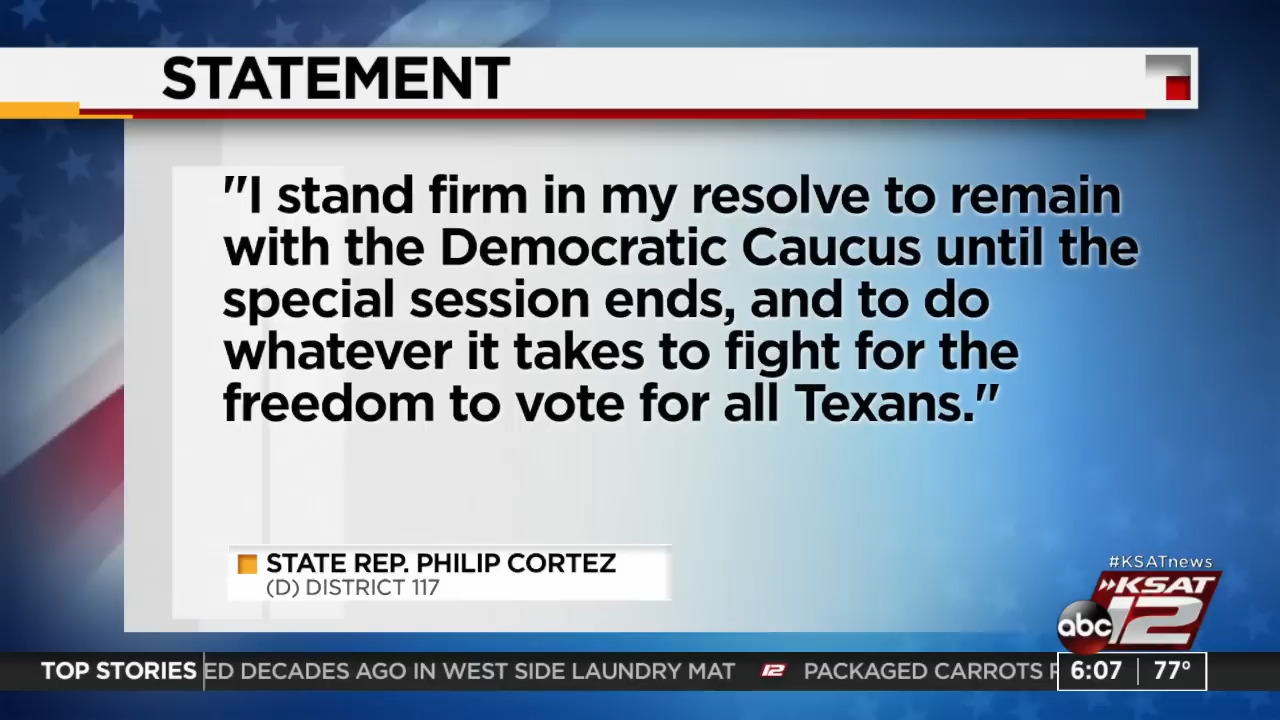 STATEMENT
"I stand firm in my resolve to remain
with the Democratic Caucus until the
special session ends, and to do
whatever it takes to fight for the
freedom to vote for all Texans."
STATE REP. PHILIP CORTEZ
(D) DISTRICT 117
#KSATnews
KSAT
abc 12
TOP STORIES ED DECADES AGO IN WEST SIDE LAUNDRY MAT 12 PACKAGED CARROTS 6:07 77°